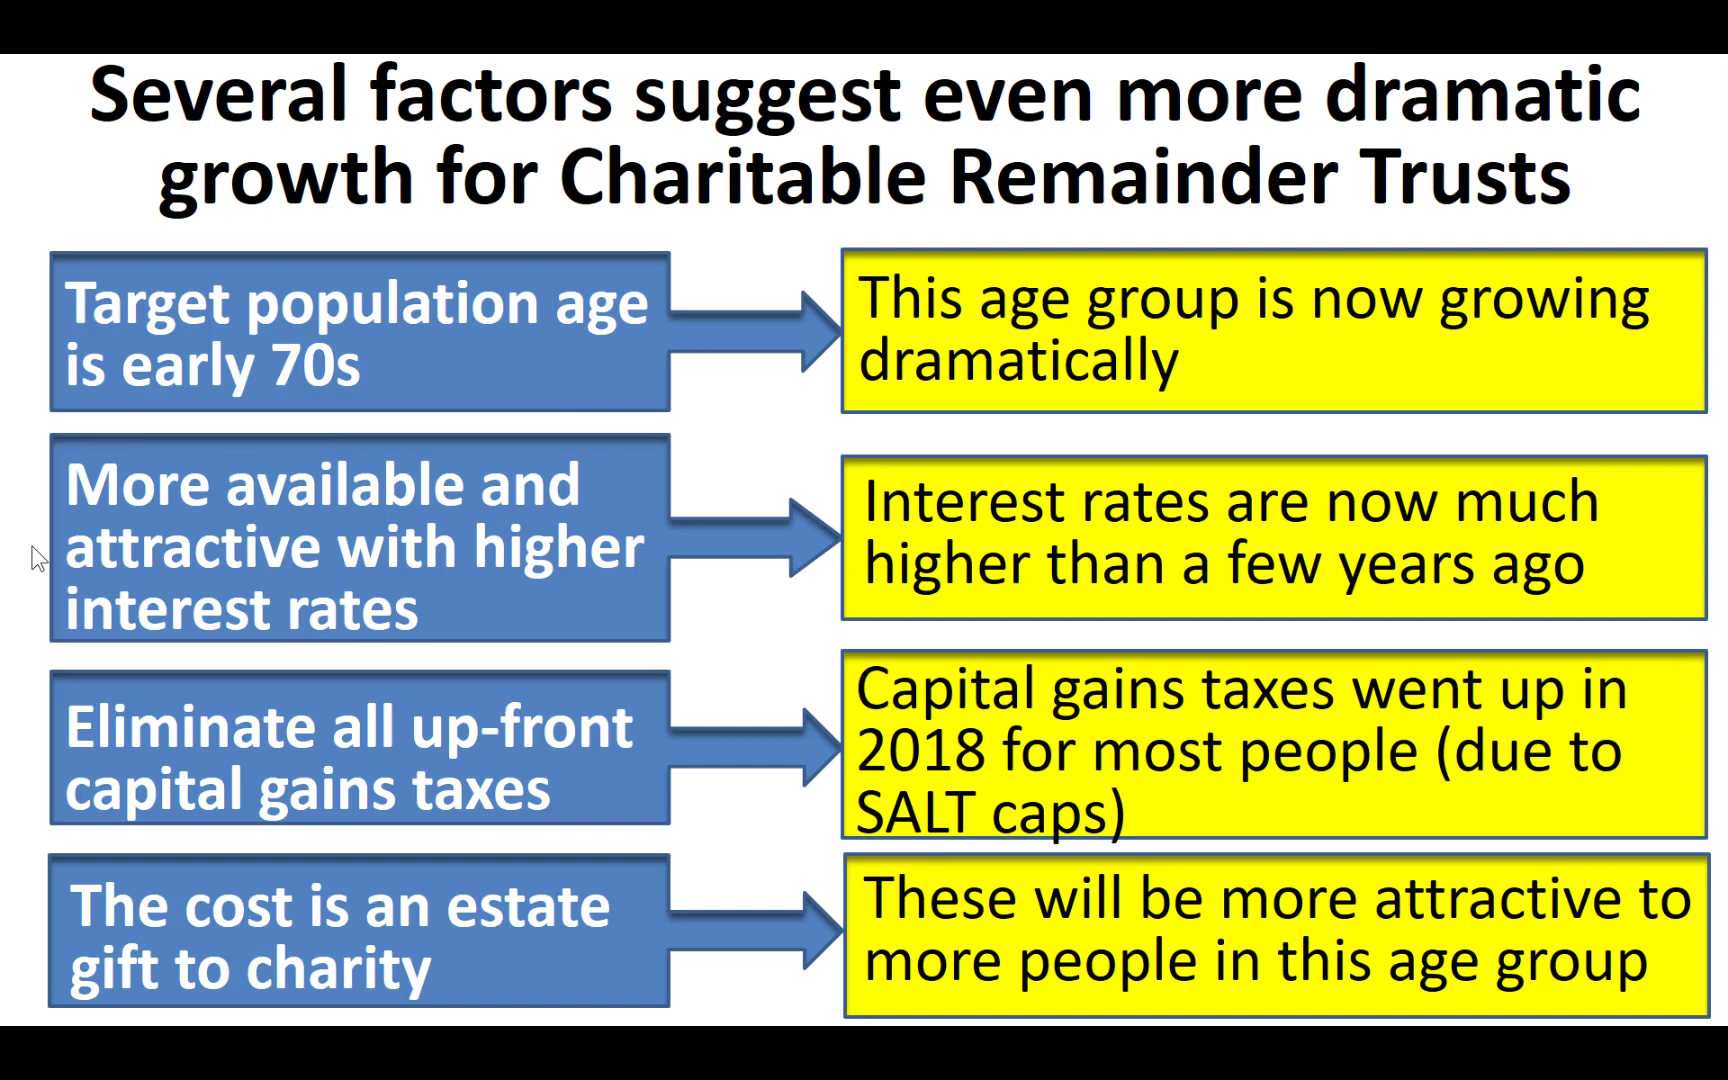 Several factors suggest even more dramatic
growth for Charitable Remainder Trusts
Target population age
is early 70s
This age group is now growing
dramatically
More available and
attractive with higher
interest rates
Interest rates are now much
higher than a few years ago
Eliminate all up-front
capital gains taxes
Capital gains taxes went up in
2018 for most people (due to
SALT caps)
The cost is an estate
gift to charity
These will be more attractive to
more people in this age group